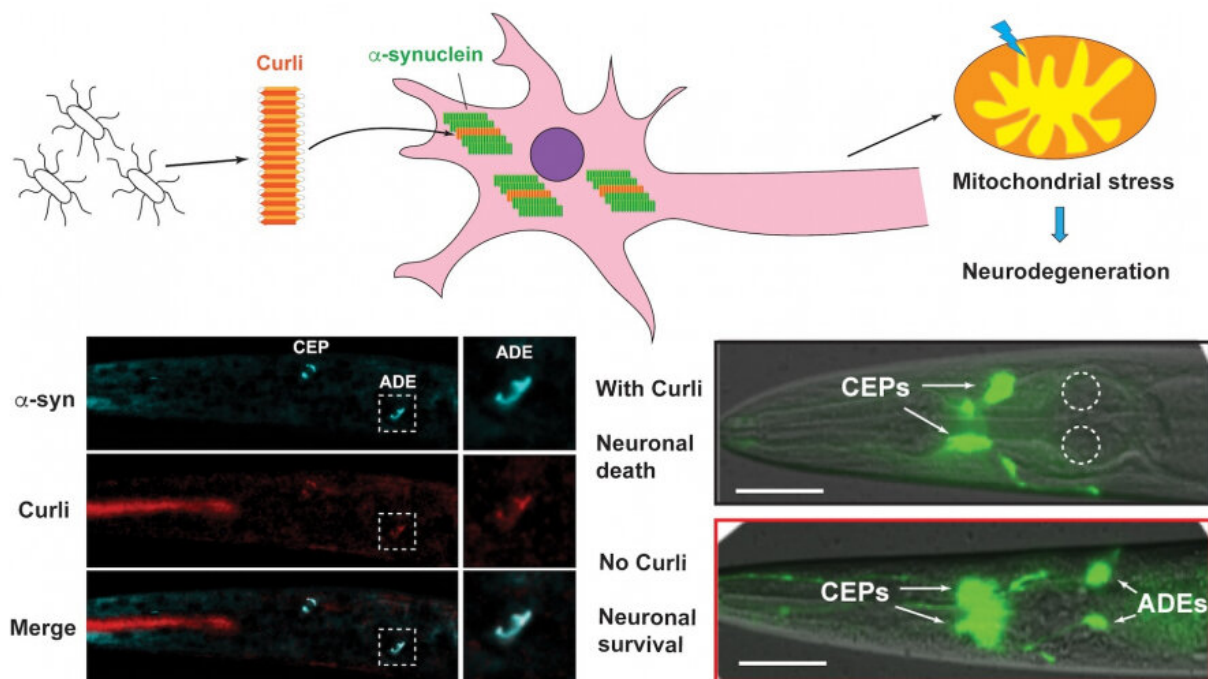 Curli
α-synuclein
Mitochondrial stress
Neurodegeneration
CEP
ADE
ADE
α-syn
Curli
Merge
With Curli
Neuronal
death
CEPs
No Curli
Neuronal
survival
CEPs
ADEs